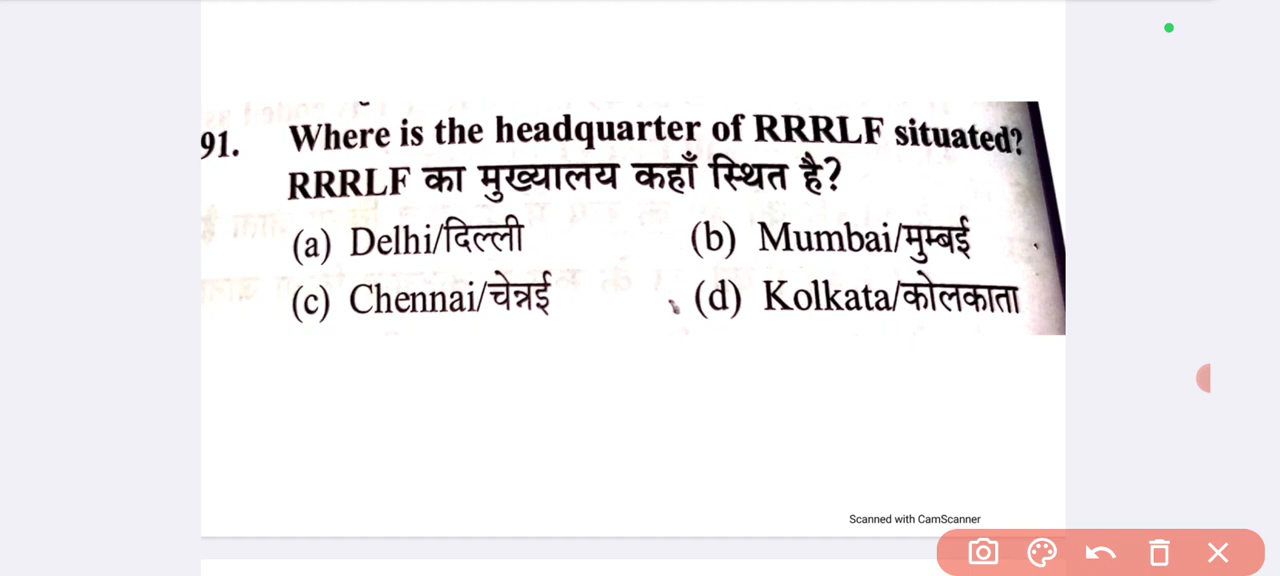 91. Where is the headquarter of RRRLF situated?
RRRLF का मुख्यालय कहाँ स्थित है?
(a) Delhi/दिल्ली (b) Mumbai/मुम्बई
(c) Chennai/चेन्नई (d) Kolkata/कोलकाता
Scanned with CamScanner